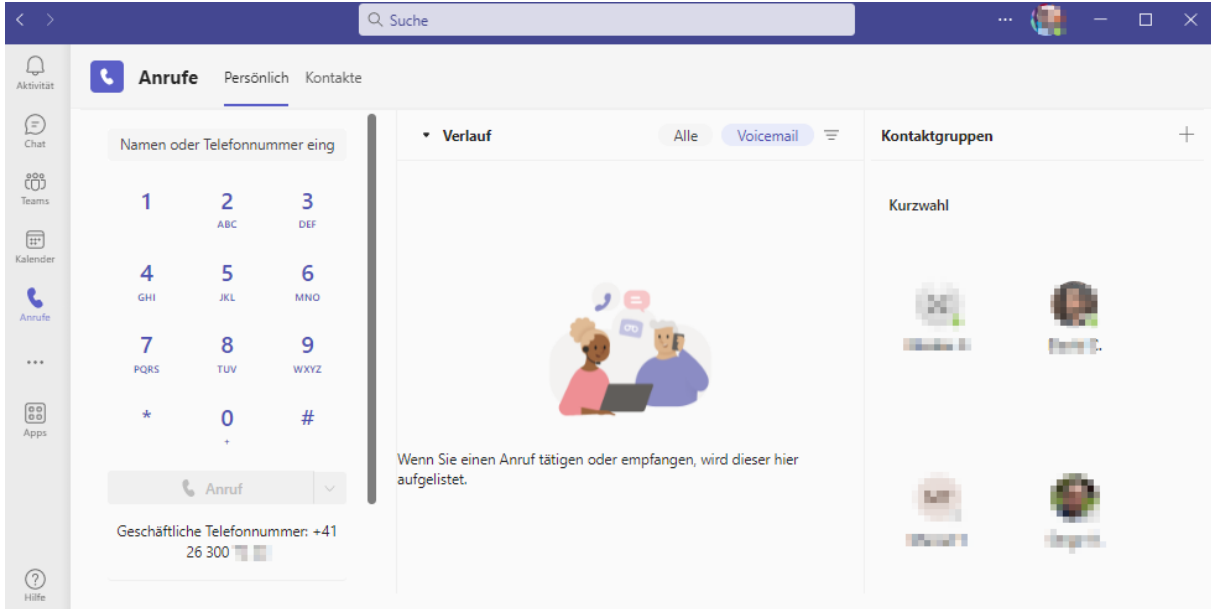 Suche
Aktivität
Chat
Teams
Kalender
Anrufe
Apps
Hilfe
Anrufe Persönlich Kontakte
Namen oder Telefonnummer eing
1 2 3
ABC DEF
4 5 6
GHI JKL MNO
7 8 9
PQRS TUV WXYZ
* 0 #
+
Anruf
Geschäftliche Telefonnummer: +41
26 300
Verlauf Alle Voicemail
Wenn Sie einen Anruf tätigen oder empfangen, wird dieser hier
aufgelistet.
Kontaktgruppen
Kurzwahl